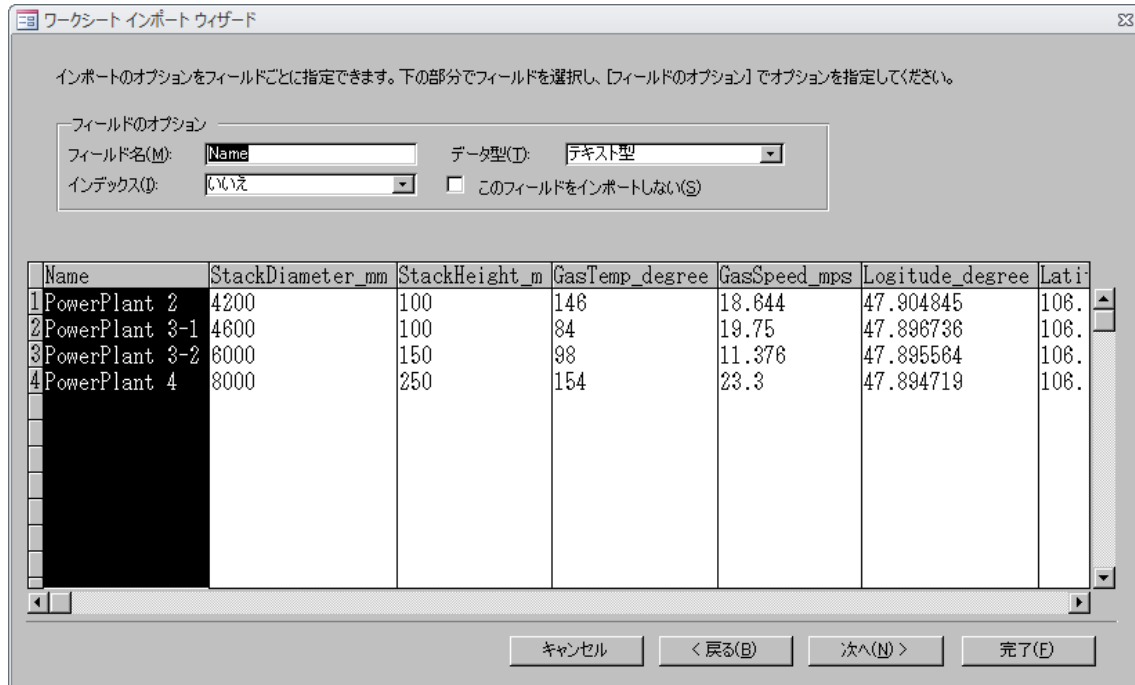 ワークシート インポート ウィザード
インポートのオプションをフィールドごとに指定できます。下の部分でフィールドを選択し、[フィールドのオプション] でオプションを指定してください。
フィールドのオプション
フィールド名(M): Name データ型(T): テキスト型
インデックス(I): いいえ このフィールドをインポートしない(S)
Name StackDiameter_mm StackHeight_m GasTemp_degree GasSpeed_mps Logitude_degree Lati
1 PowerPlant 2 4200 100 146 18.644 47.904845 106.
2 PowerPlant 3-1 4600 100 84 19.75 47.896736 106.
3 PowerPlant 3-2 6000 150 98 11.376 47.895564 106.
4 PowerPlant 4 8000 250 154 23.3 47.894719 106.
キャンセル < 戻る(B) 次へ(N) > 完了(F)